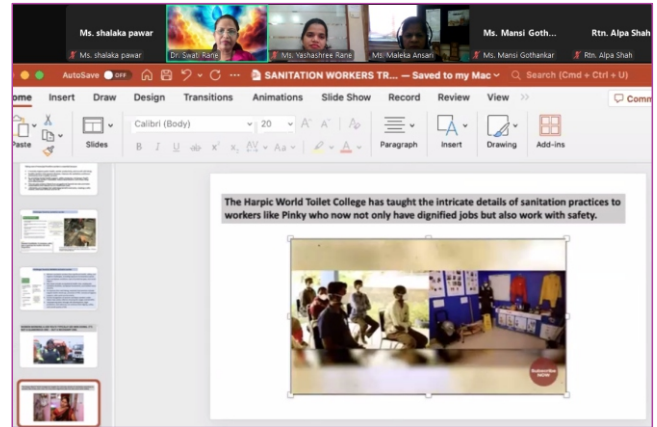 Ms. shalaka pawar
Ms. Mansi Goth...
Rtn. Alpa Shah
Ms. shalaka pawar
Dr. Swati Rane
Ms. Yashashree Rane
Ms. Maleka Ansari
Ms. Mansi Gothankar
Rtn. Alpa Shah
AutoSave OFF
SANITATION WORKERS TR... — Saved to my Mac
Search (Cmd + Ctrl + U)
ome Insert Draw Design Transitions Animations Slide Show Record Review View
Comm
Paste
Slides
Calibri (Body) 20
B I U ab
Paragraph
Insert
Drawing
Add-ins
The Harpic World Toilet College has taught the intricate details of sanitation practices to
workers like Pinky who now not only have dignified jobs but also work with safety.
Subscribe
NOW